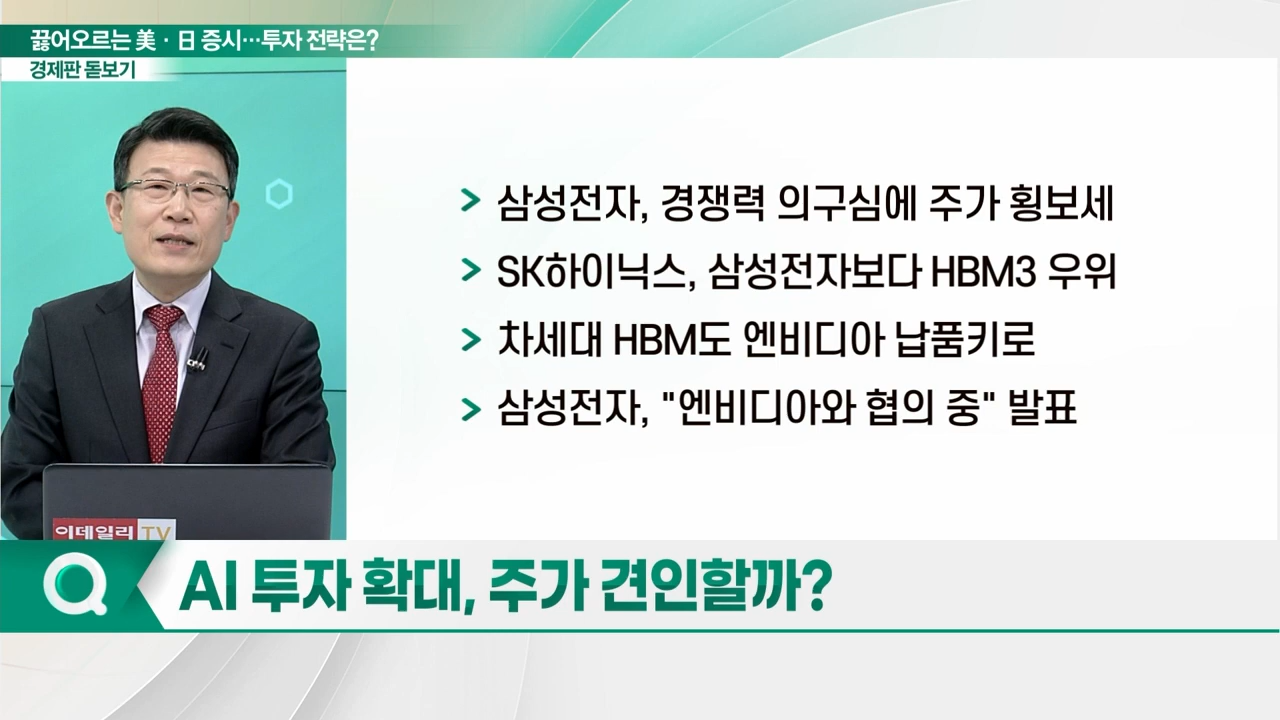 끓어오르는 美·日 증시…투자 전략은?
경제판 돋보기
> 삼성전자, 경쟁력 의구심에 주가 횡보세
> SK하이닉스, 삼성전자보다 HBM3 우위
> 차세대 HBM도 엔비디아 납품키로
> 삼성전자, "엔비디아와 협의 중" 발표
이데일리TV
AI 투자 확대, 주가 견인할까?